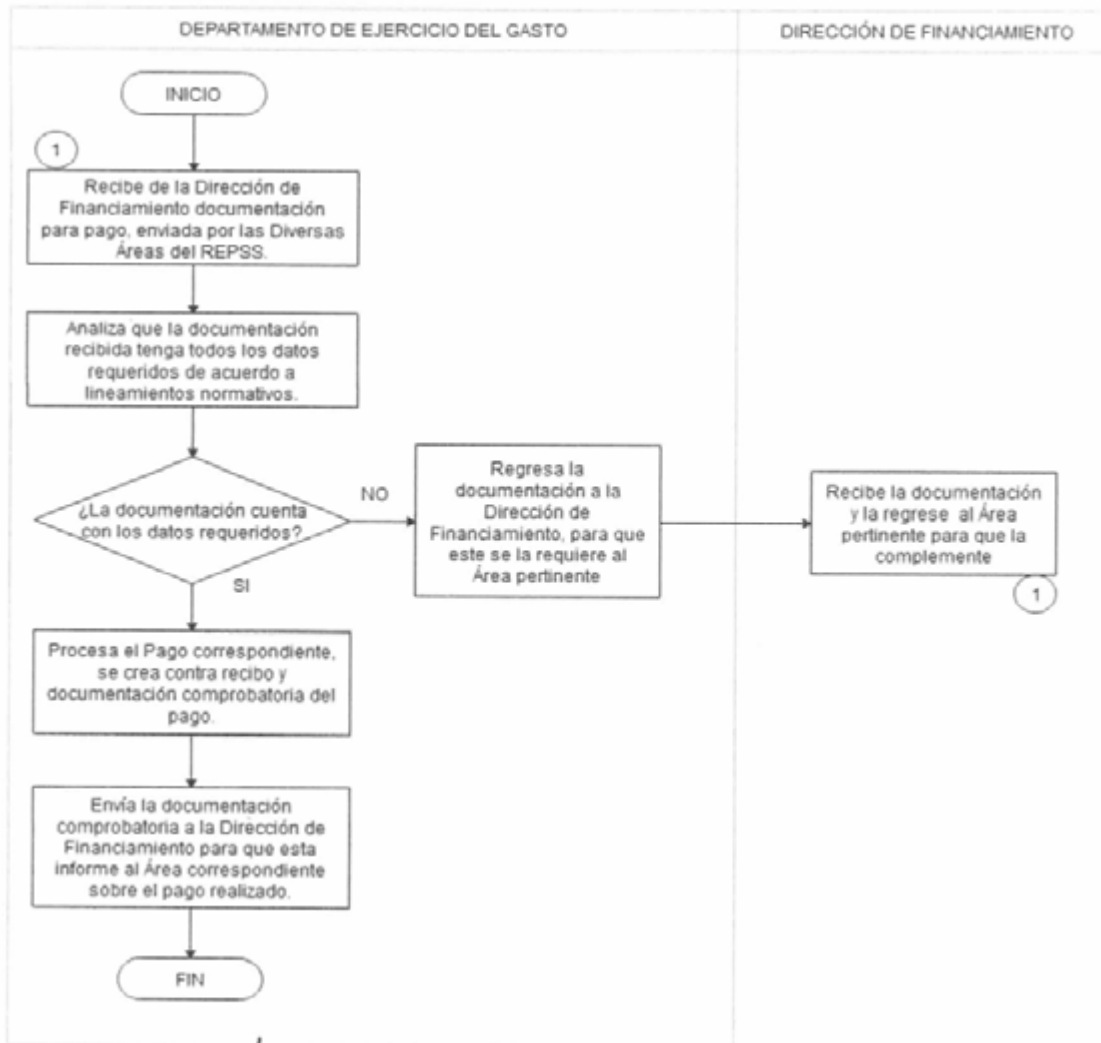 DEPARTAMENTO DE EJERCICIO DEL GASTO
DIRECCIÓN DE FINANCIAMIENTO
INICIO
1
Recibe de la Dirección de
Financiamiento documentación
para pago, enviada por las Diversas
Áreas del REPSS.
Analiza que la documentación
recibida tenga todos los datos
requeridos de acuerdo a
lineamientos normativos.
¿La documentación cuenta
con los datos requeridos?
NO
Regresa la
documentación a la
Dirección de
Financiamiento, para que
este se la requiere al
Área pertinente
Recibe la documentación
y la regrese al Área
pertinente para que la
complemente
1
SI
Procesa el Pago correspondiente,
se crea contra recibo y
documentación comprobatoria del
pago.
Envía la documentación
comprobatoria a la Dirección de
Financiamiento para que esta
informe al Área correspondiente
sobre el pago realizado.
FIN